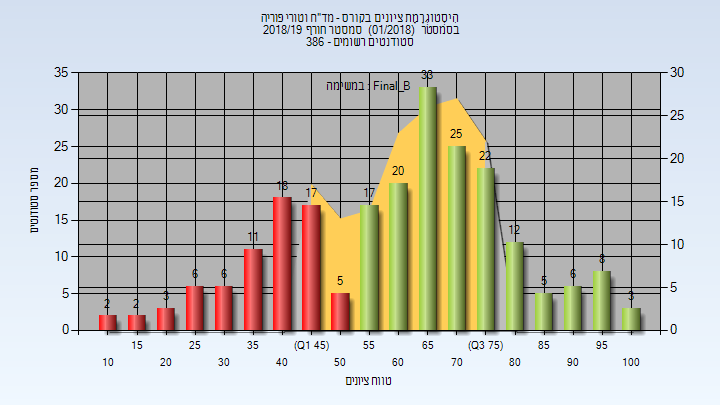 היסטוגרמת ציונים בקורס - מד"ח וטורי פוריה
בסמסטר (01/2018) סמסטר חורף 2018/19
סטודנטים רשומים - 386
במשימה : Final_B
מספר סטודנטים
35 30 25 20 15 10 5 0
30 25 20 15 10 5 0
2 2 3 6 6 11 18 17 5 17 20 33 25 22 12 5 6 8 3
15 25 35 (Q1 45) 55 65 (Q3 75) 85 95
10 20 30 40 50 60 70 80 100 90
טווח ציונים